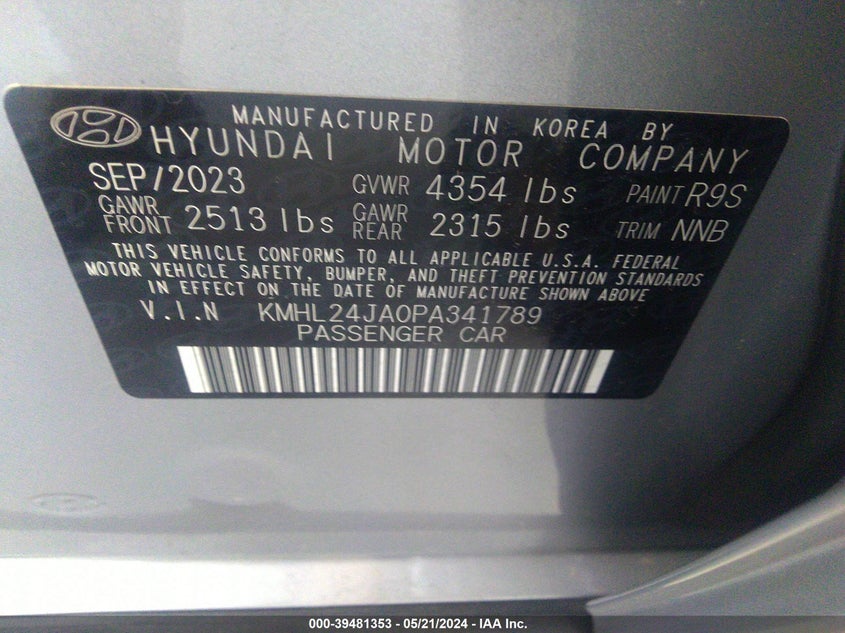 MANUFACTURED IN KOREA BY
HYUNDAI MOTOR COMPANY
SEP/2023 GVWR 4354 lbs PAINT R9S
GAWR FRONT 2513 lbs GAWR REAR 2315 lbs TRIM NNB
THIS VEHICLE CONFORMS TO ALL APPLICABLE U.S.A. FEDERAL
MOTOR VEHICLE SAFETY, BUMPER, AND THEFT PREVENTION STANDARDS
IN EFFECT ON THE DATE OF MANUFACTURE SHOWN ABOVE
V.I.N KMHL24JA0PA341789
PASSENGER CAR
000-39481353 - 05/21/2024 - IAA Inc.